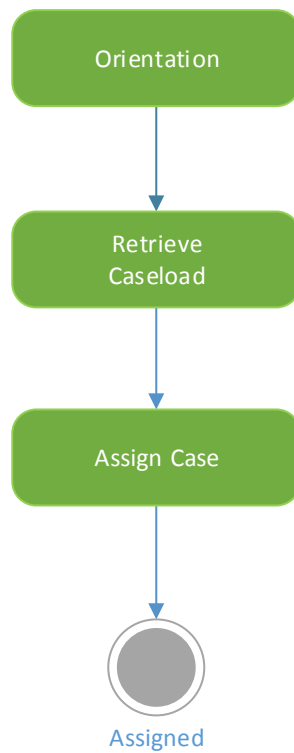 Orientation
Retrieve
Caseload
Assign Case
Assigned